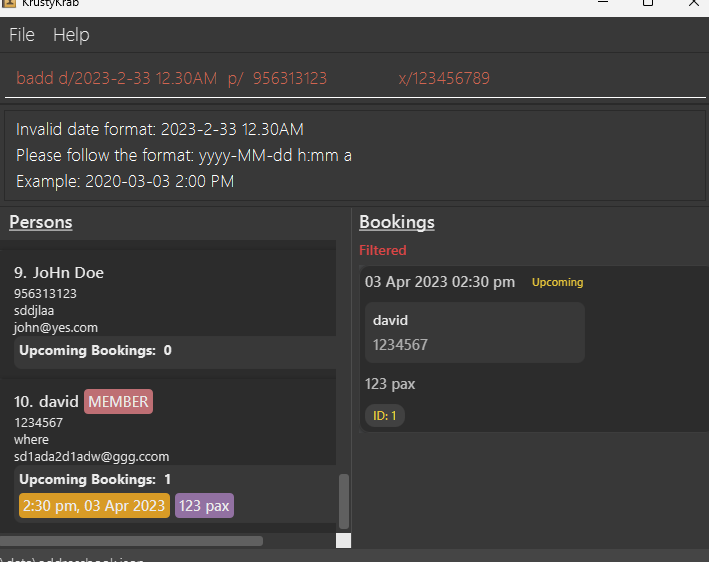 KrustyKrab
File Help
badd d/2023-2-33 12.30AM p/ 956313123 x/123456789
Invalid date format: 2023-2-33 12.30AM
Please follow the format: yyyy-MM-dd h:mm a
Example: 2020-03-03 2:00 PM
Persons
9. JoHn Doe
956313123
sddjlaa
john@yes.com
Upcoming Bookings: 0
10. david MEMBER
1234567
where
sd1ada2d1adw@ggg.ccom
Upcoming Bookings: 1
2:30 pm, 03 Apr 2023 123 pax
Bookings
Filtered
03 Apr 2023 02:30 pm Upcoming
david
1234567
123 pax
ID: 1
\data\addressbook.json